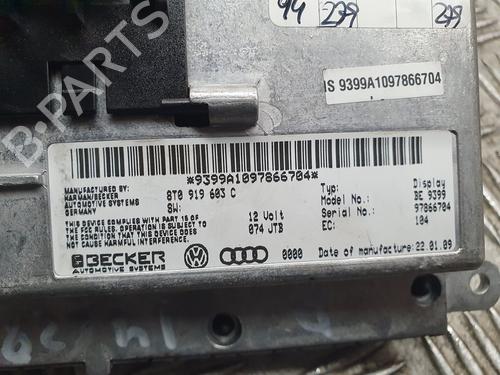 94 279 279
IS 9399A1097866704
B-PARTS
*9399A1097866704*
MANUFACTURED BY:
HARMAN/BECKER
AUTOMOTIVE SYSTEMS
GERMANY
8T0 919 603 C
SW:
Typ: Display
Model No.: BE 9399
12 Volt Serial No.: 97866704
074 JTB EC: 104
THIS DEVICE COMPLIES WITH PART 15 OF
THE FCC RULES. OPERATION IS SUBJECT TO
THE CONDITION THAT THIS DEVICE DOES
NOT CAUSE HARMFUL INTERFERENCE
BECKER
AUTOMOTIVE SYSTEMS
0000 Date of manufacture: 22.01.09